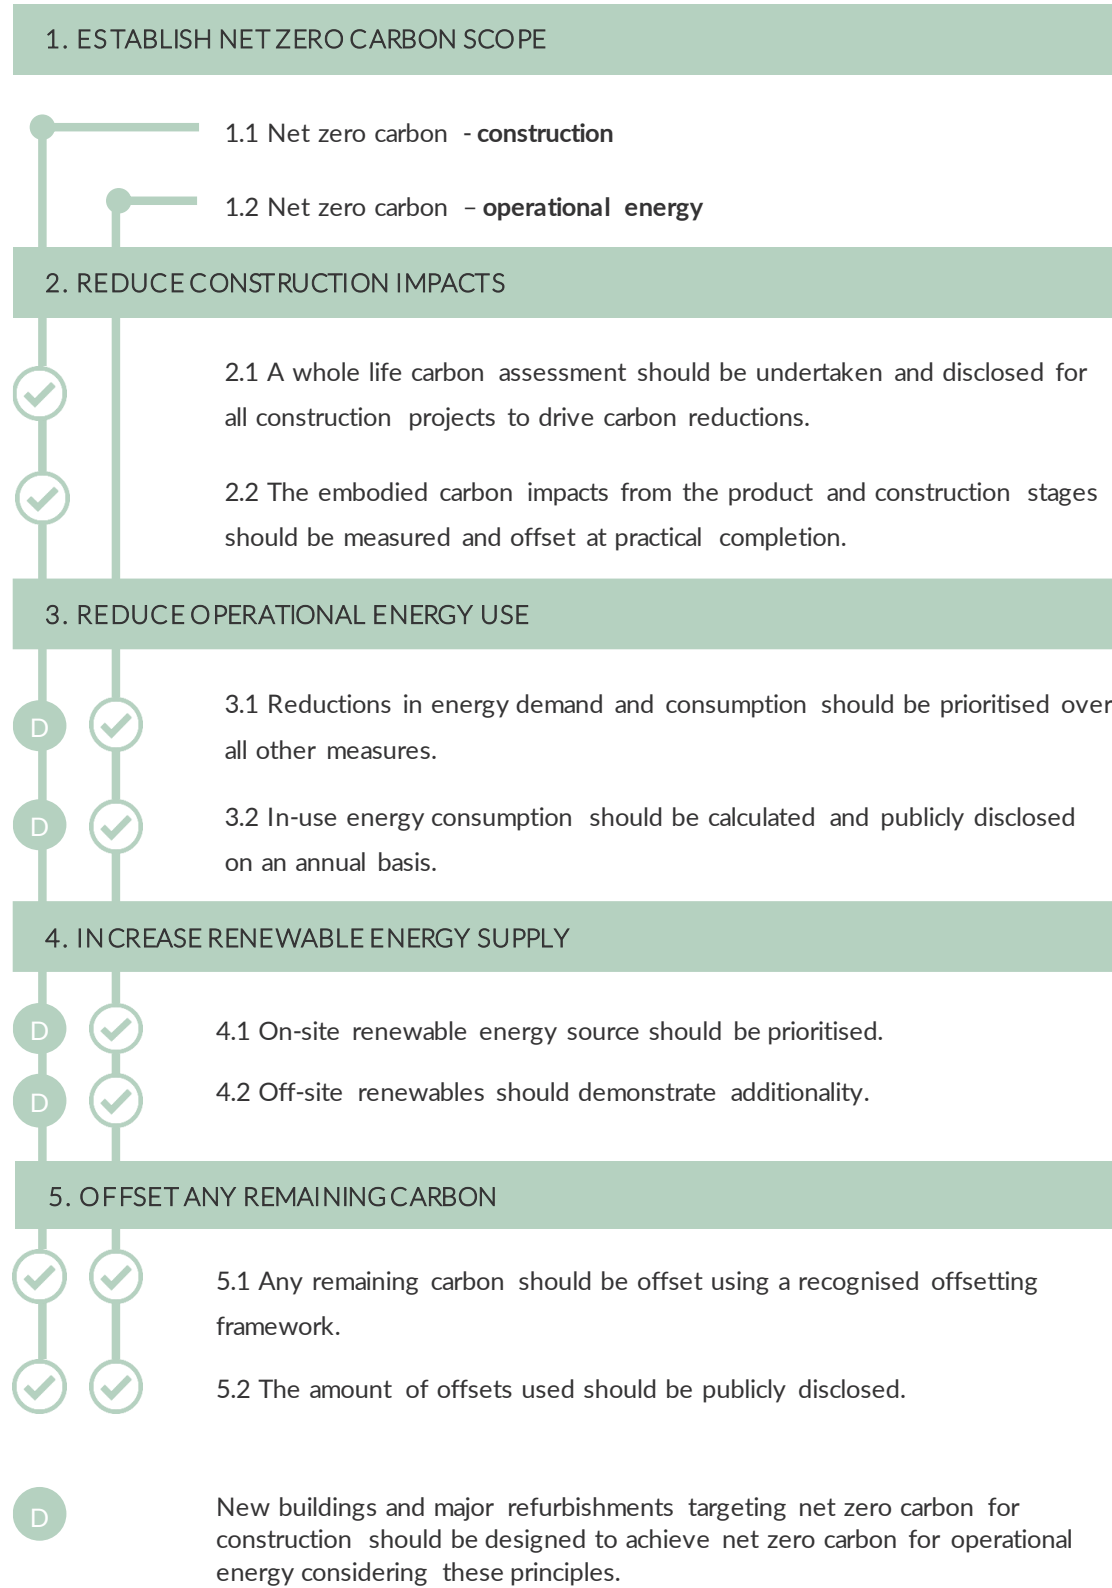 1. ESTABLISH NET ZERO CARBON SCOPE
1.1 Net zero carbon - construction
1.2 Net zero carbon – operational energy
2. REDUCE CONSTRUCTION IMPACTS
2.1 A whole life carbon assessment should be undertaken and disclosed for
all construction projects to drive carbon reductions.
2.2 The embodied carbon impacts from the product and construction stages
should be measured and offset at practical completion.
3. REDUCE OPERATIONAL ENERGY USE
D
3.1 Reductions in energy demand and consumption should be prioritised over
all other measures.
D
3.2 In-use energy consumption should be calculated and publicly disclosed
on an annual basis.
4. INCREASE RENEWABLE ENERGY SUPPLY
D
4.1 On-site renewable energy source should be prioritised.
D
4.2 Off-site renewables should demonstrate additionality.
5. OFFSET ANY REMAINING CARBON
5.1 Any remaining carbon should be offset using a recognised offsetting
framework.
5.2 The amount of offsets used should be publicly disclosed.
D
New buildings and major refurbishments targeting net zero carbon for
construction should be designed to achieve net zero carbon for operational
energy considering these principles.